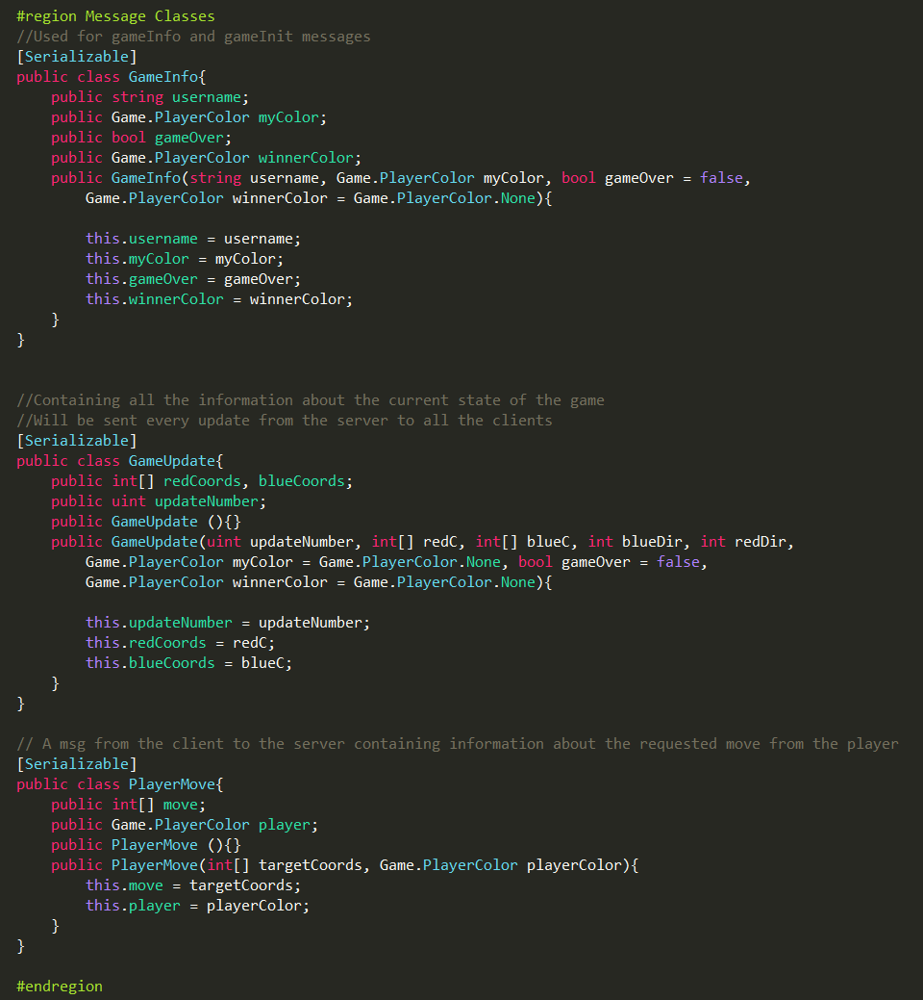 #region Message Classes
//Used for gameInfo and gameInit messages
[Serializable]
public class GameInfo{
    public string username;
    public Game.PlayerColor myColor;
    public bool gameOver;
    public Game.PlayerColor winnerColor;
    public GameInfo(string username, Game.PlayerColor myColor, bool gameOver = false,
        Game.PlayerColor winnerColor = Game.PlayerColor.None){

        this.username = username;
        this.myColor = myColor;
        this.gameOver = gameOver;
        this.winnerColor = winnerColor;
    }
}


//Containing all the information about the current state of the game
//Will be sent every update from the server to all the clients
[Serializable]
public class GameUpdate{
    public int[] redCoords, blueCoords;
    public uint updateNumber;
    public GameUpdate (){}
    public GameUpdate(uint updateNumber, int[] redC, int[] blueC, int blueDir, int redDir,
        Game.PlayerColor myColor = Game.PlayerColor.None, bool gameOver = false,
        Game.PlayerColor winnerColor = Game.PlayerColor.None){

        this.updateNumber = updateNumber;
        this.redCoords = redC;
        this.blueCoords = blueC;
    }
}

// A msg from the client to the server containing information about the requested move from the player
[Serializable]
public class PlayerMove{
    public int[] move;
    public Game.PlayerColor player;
    public PlayerMove (){}
    public PlayerMove(int[] targetCoords, Game.PlayerColor playerColor){
        this.move = targetCoords;
        this.player = playerColor;
    }
}

#endregion